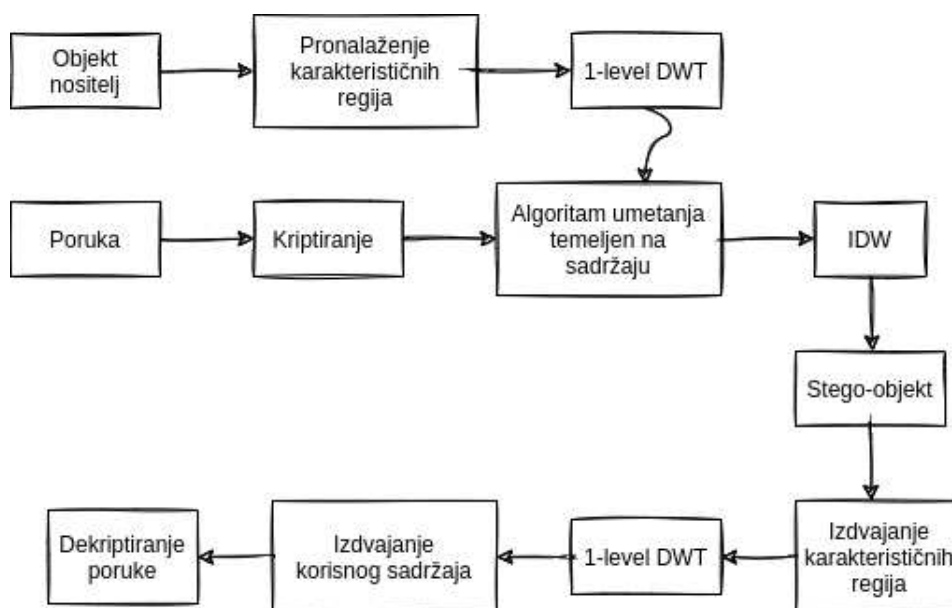 Objekt
nositelj
Pronalaženje
karakterističnih
regija
1-level DWT
Poruka
Kriptiranje
Algoritam umetanja
temeljen na
sadržaju
IDW
Stego-objekt
Dekriptiranje
poruke
Izdvajanje
korisnog sadržaja
1-level DWT
Izdvajanje
karakterističnih
regija